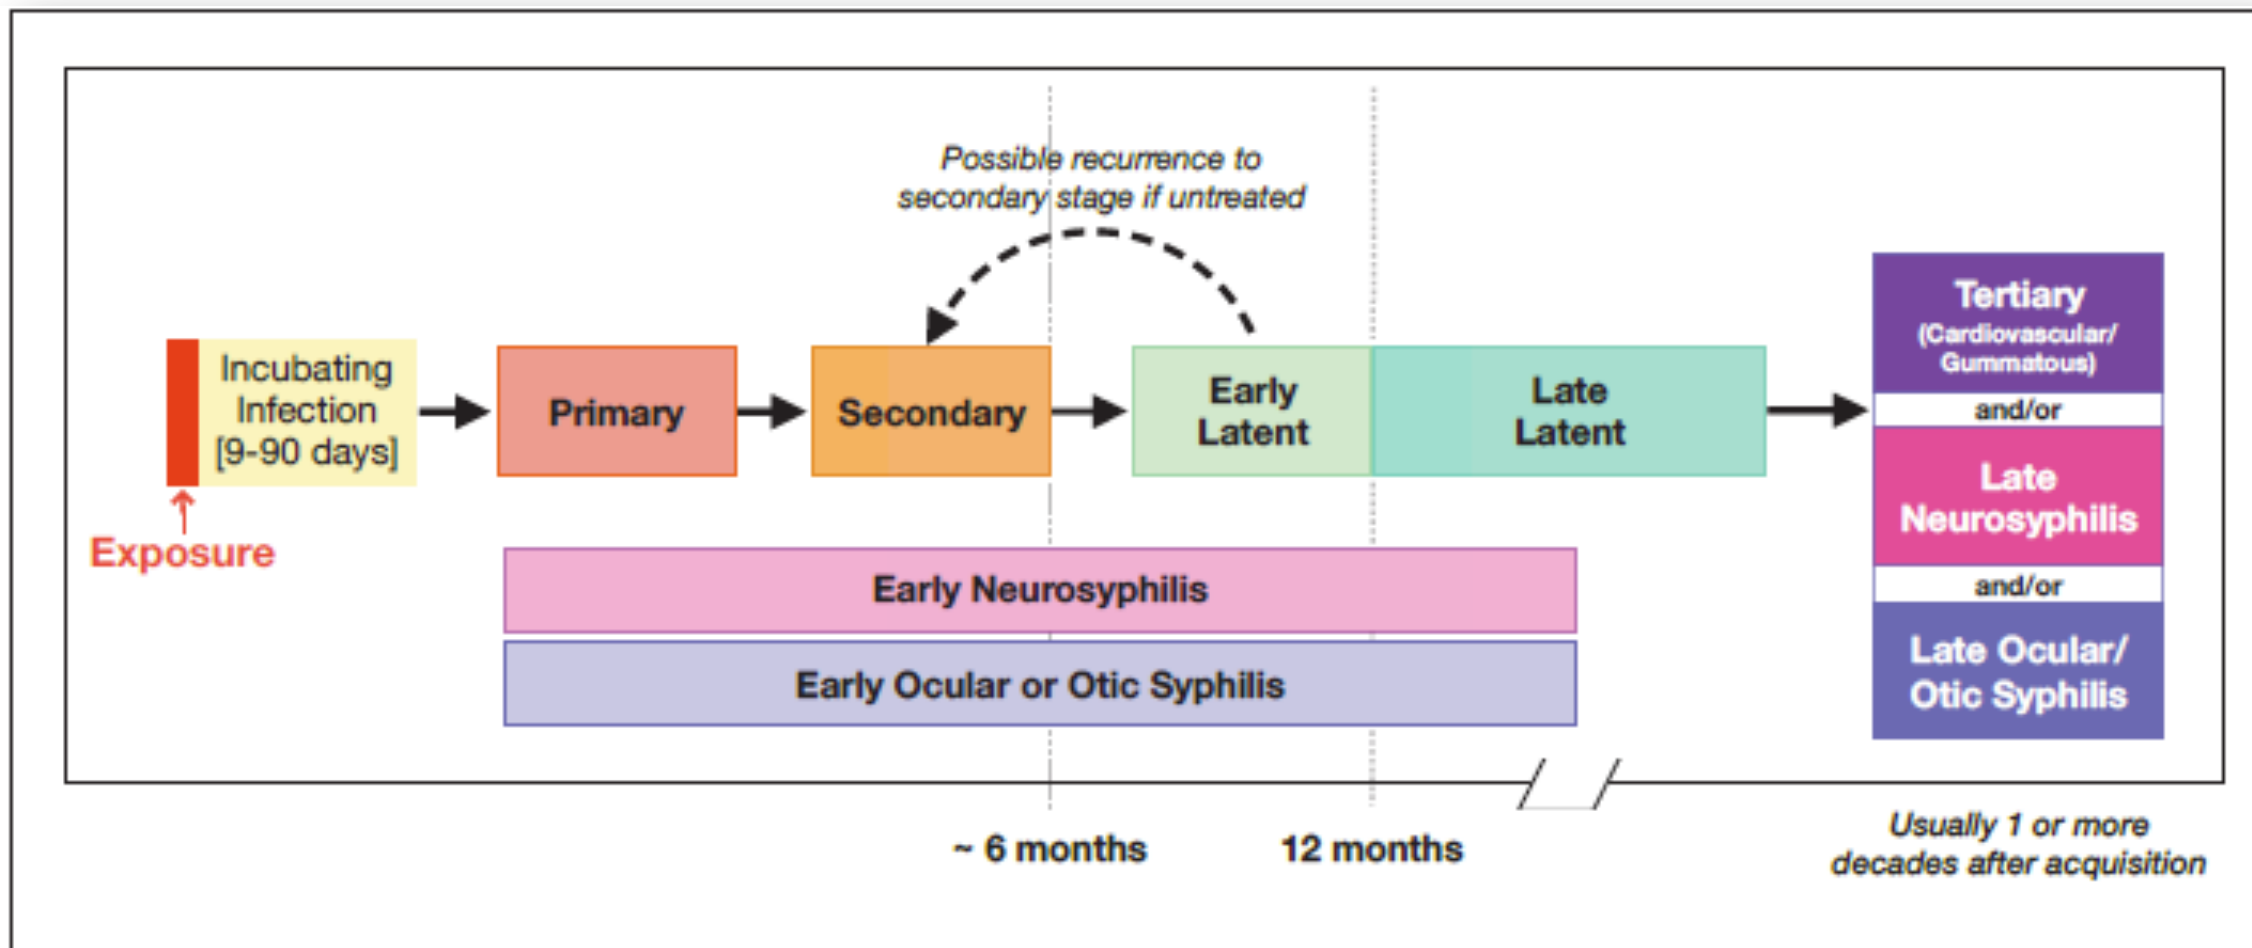 Possible recurrence to
secondary stage if untreated
Incubating
Infection
[9-90 days]
Exposure
Primary
Secondary
Early
Latent
Late
Latent
Tertiary
(Cardiovascular/
Gummatous)
and/or
Late
Neurosyphilis
and/or
Late Ocular/
Otic Syphilis
Early Neurosyphilis
Early Ocular or Otic Syphilis
~ 6 months
12 months
Usually 1 or more
decades after acquisition